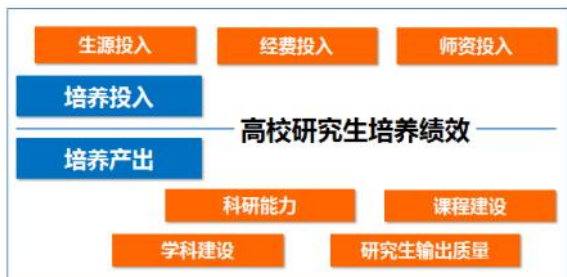 生源投入
经费投入
师资投入
培养投入
高校研究生培养绩效
培养产出
科研能力
课程建设
学科建设
研究生输出质量